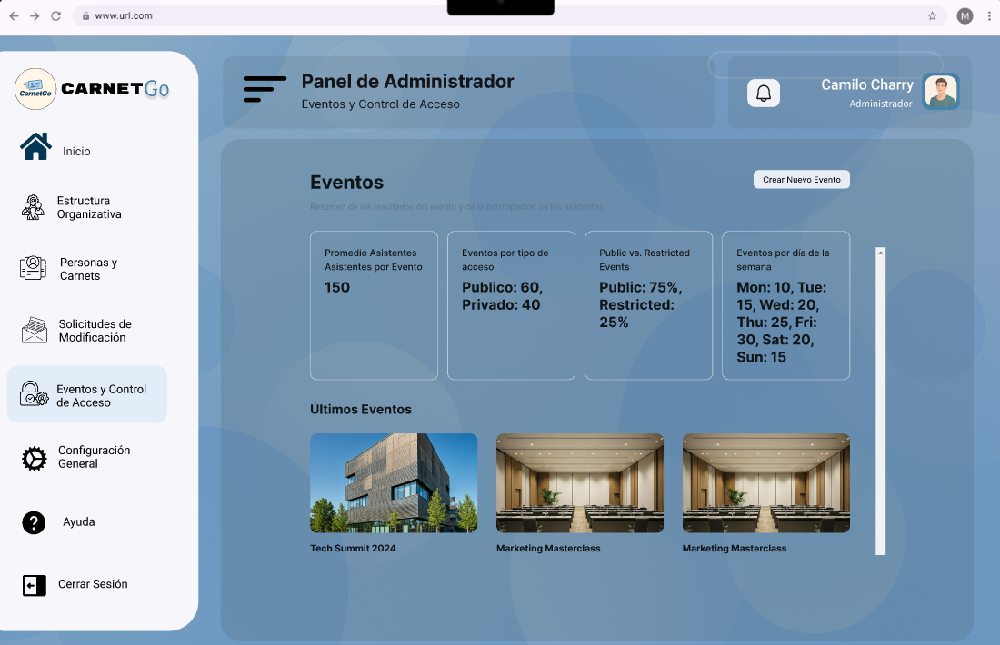 www.url.com
M
CarnetGo
CARNETGo
Inicio
Estructura
Organizativa
Personas y
Carnets
Solicitudes de
Modificación
Eventos y Control
de Acceso
Configuración
General
Ayuda
Cerrar Sesión
Panel de Administrador
Eventos y Control de Acceso
Camilo Charry
Administrador
Eventos
Crear Nuevo Evento
Resumen de los resultados del evento y de la participación de los asistentes
Promedio Asistentes
Asistentes por Evento
150
Eventos por tipo de
acceso
Publico: 60,
Privado: 40
Public vs. Restricted
Events
Public: 75%,
Restricted:
25%
Eventos por día de la
semana
Mon: 10, Tue:
15, Wed: 20,
Thu: 25, Fri:
30, Sat: 20,
Sun: 15
Últimos Eventos
Tech Summit 2024
Marketing Masterclass
Marketing Masterclass